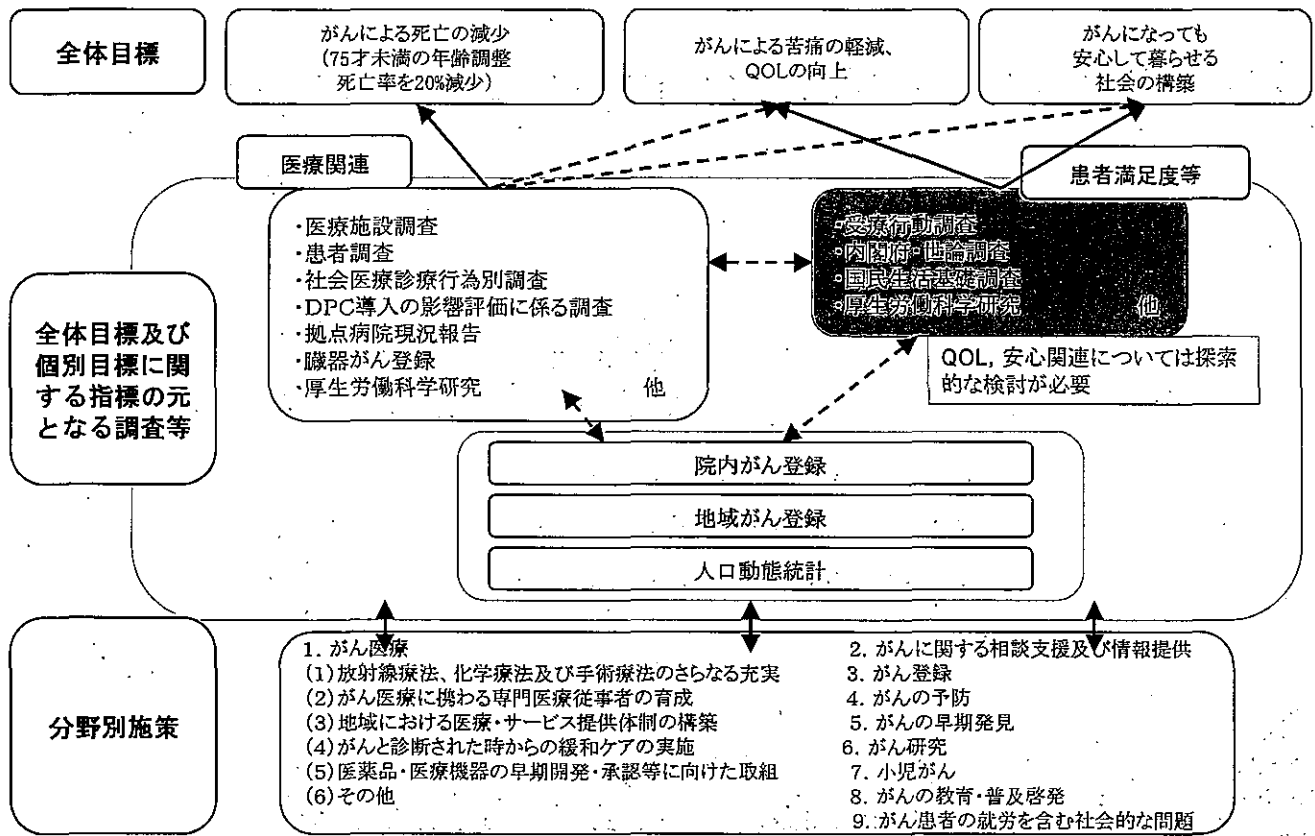 全体目標
がんによる死亡の減少
(75才未満の年齢調整
死亡率を20%減少)
がんによる苦痛の軽減、
QOLの向上
がんになっても
安心して暮らせる
社会の構築
医療関連
患者満足度等
・医療施設調査
・患者調査
・社会医療診療行為別調査
・DPC導入の影響評価に係る調査
・拠点病院現況報告
・臓器がん登録
・厚生労働科学研究 他
・受療行動調査
・内閣府・世論調査
・国民生活基礎調査
・厚生労働科学研究 他
全体目標及び
個別目標に関
する指標の元
となる調査等
QOL, 安心関連については探索
的な検討が必要
院内がん登録
地域がん登録
人口動態統計
分野別施策
1. がん医療
(1)放射線療法、化学療法及び手術療法のさらなる充実
(2)がん医療に携わる専門医療従事者の育成
(3)地域における医療・サービス提供体制の構築
(4)がんと診断された時からの緩和ケアの実施
(5)医薬品・医療機器の早期開発・承認等に向けた取組
(6)その他
2. がんに関する相談支援及び情報提供
3. がん登録
4. がんの予防
5. がんの早期発見
6. がん研究
7. 小児がん
8. がんの教育・普及啓発
9. がん患者の就労を含む社会的な問題